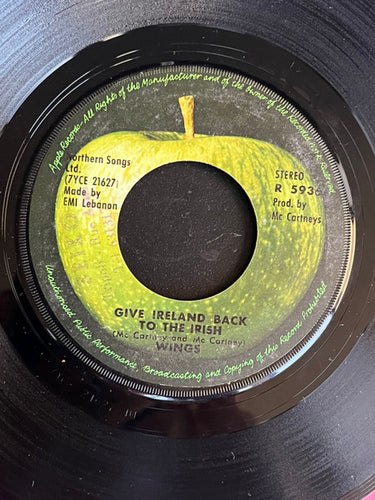 Apple Records-All Rights of the Manufacturer and of the Owner of the Recorded Work Reserved
Northern Songs
Ltd.
(7YCE 21627)
Made by
EMI Lebanon
STEREO
R 5936
Prod. by
Mc Cartneys
GIVE IRELAND BACK
TO THE IRISH
(Mc Cartney and Mc Cartney)
WINGS
Unauthorised Public Performance, Broadcasting and Copying of this Record Prohibited